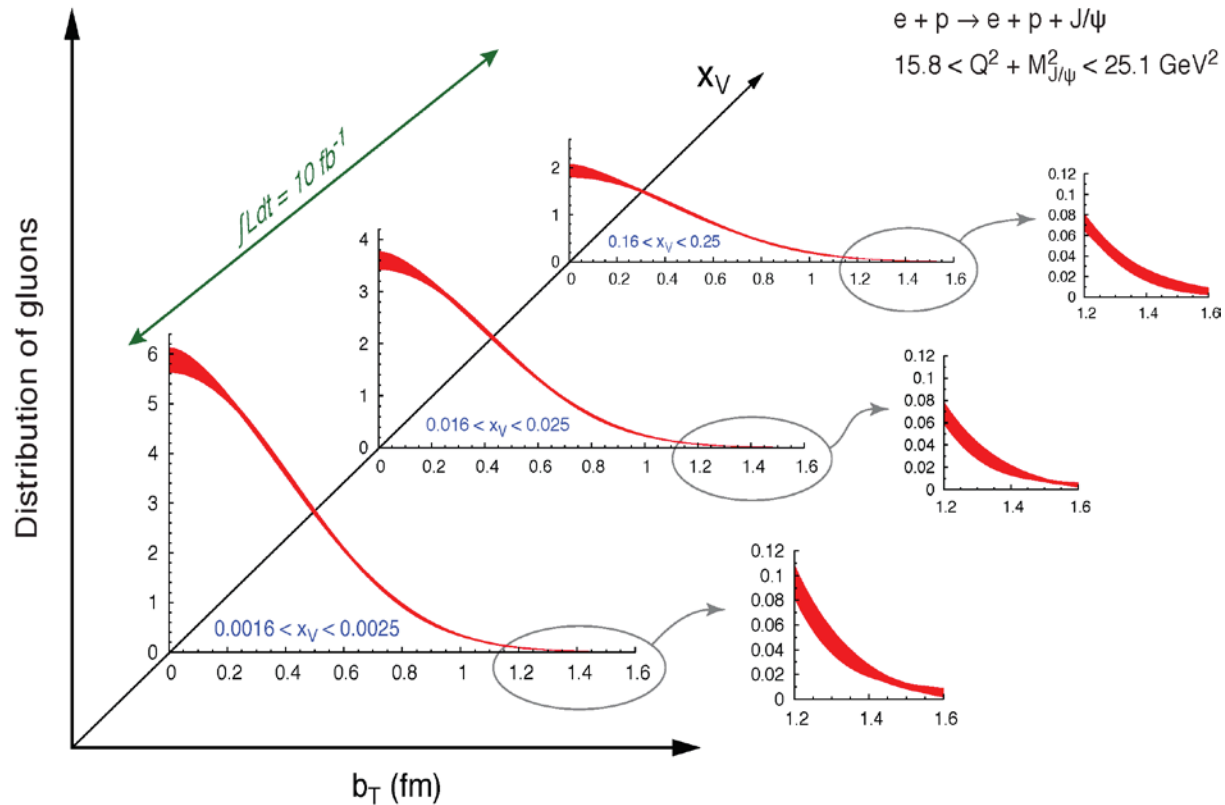 e + p → e + p + J/ψ
15.8 < Q² + M²_J/ψ < 25.1 GeV²
x_V
∫Ldt = 10 fb⁻¹
Distribution of gluons
2
1
0
0 0.2 0.4 0.6 0.8 1 1.2 1.4 1.6
0.16 < x_V < 0.25
0.12
0.1
0.08
0.06
0.04
0.02
0
1.2 1.4 1.6
4
3
2
1
0
0 0.2 0.4 0.6 0.8 1 1.2 1.4 1.6
0.016 < x_V < 0.025
0.12
0.1
0.08
0.06
0.04
0.02
0
1.2 1.4 1.6
6
5
4
3
2
1
0
0 0.2 0.4 0.6 0.8 1 1.2 1.4 1.6
0.0016 < x_V < 0.0025
0.12
0.1
0.08
0.06
0.04
0.02
0
1.2 1.4 1.6
b_T (fm)